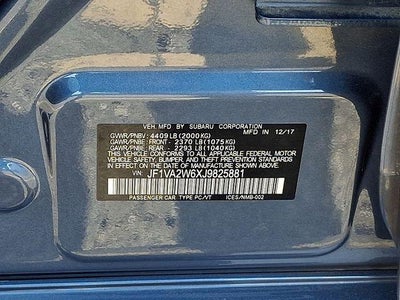 VEH. MFD BY SUBARU CORPORATION
GVWR/PNBV: 4409 LB (2000 KG) 12/17
GAWR/PNBE: FRONT : 2370 LB (1075 KG)
GAWR/PNBE: REAR : 2293 LB (1040 KG)
THIS VEHICLE CONFORMS TO ALL APPLICABLE FEDERAL MOTOR
VEHICLE SAFETY, BUMPER, AND THEFT PREVENTION STANDARDS
IN EFFECT ON THE DATE OF MANUFACTURE SHOWN ABOVE.
VIN: JF1VA2W6XJ9825881
PASSENGER CAR TYPE PC/VT ICES/NMB-002